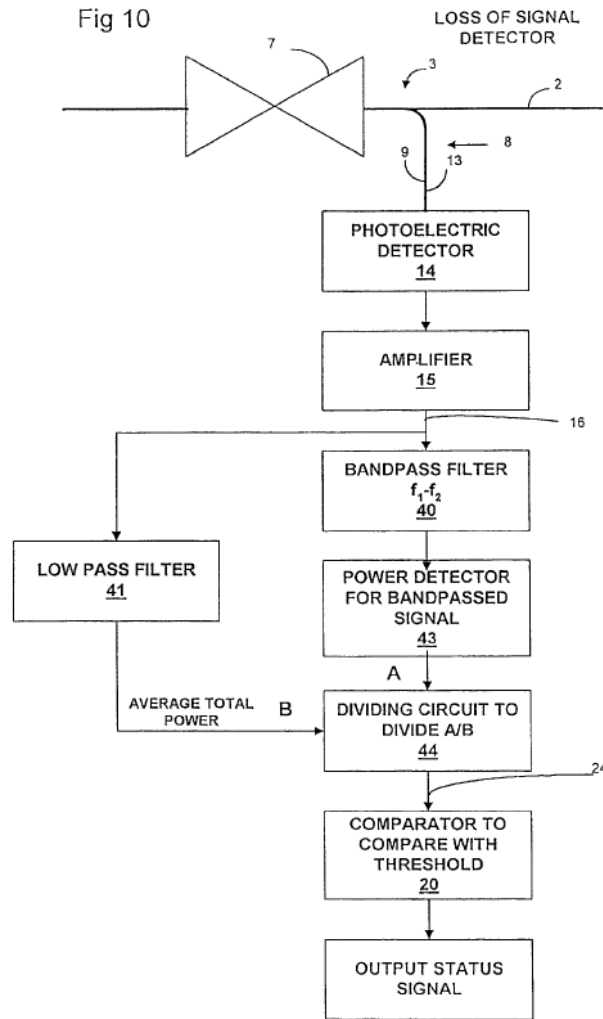 Fig 10
LOSS OF SIGNAL
DETECTOR
7
3
2
9
13
8
PHOTOELECTRIC
DETECTOR
14
AMPLIFIER
15
16
BANDPASS FILTER
f1-f2
40
LOW PASS FILTER
41
POWER DETECTOR
FOR BANDPASSED
SIGNAL
43
A
AVERAGE TOTAL
POWER
B
DIVIDING CIRCUIT TO
DIVIDE A/B
44
24
COMPARATOR TO
COMPARE WITH
THRESHOLD
20
OUTPUT STATUS
SIGNAL